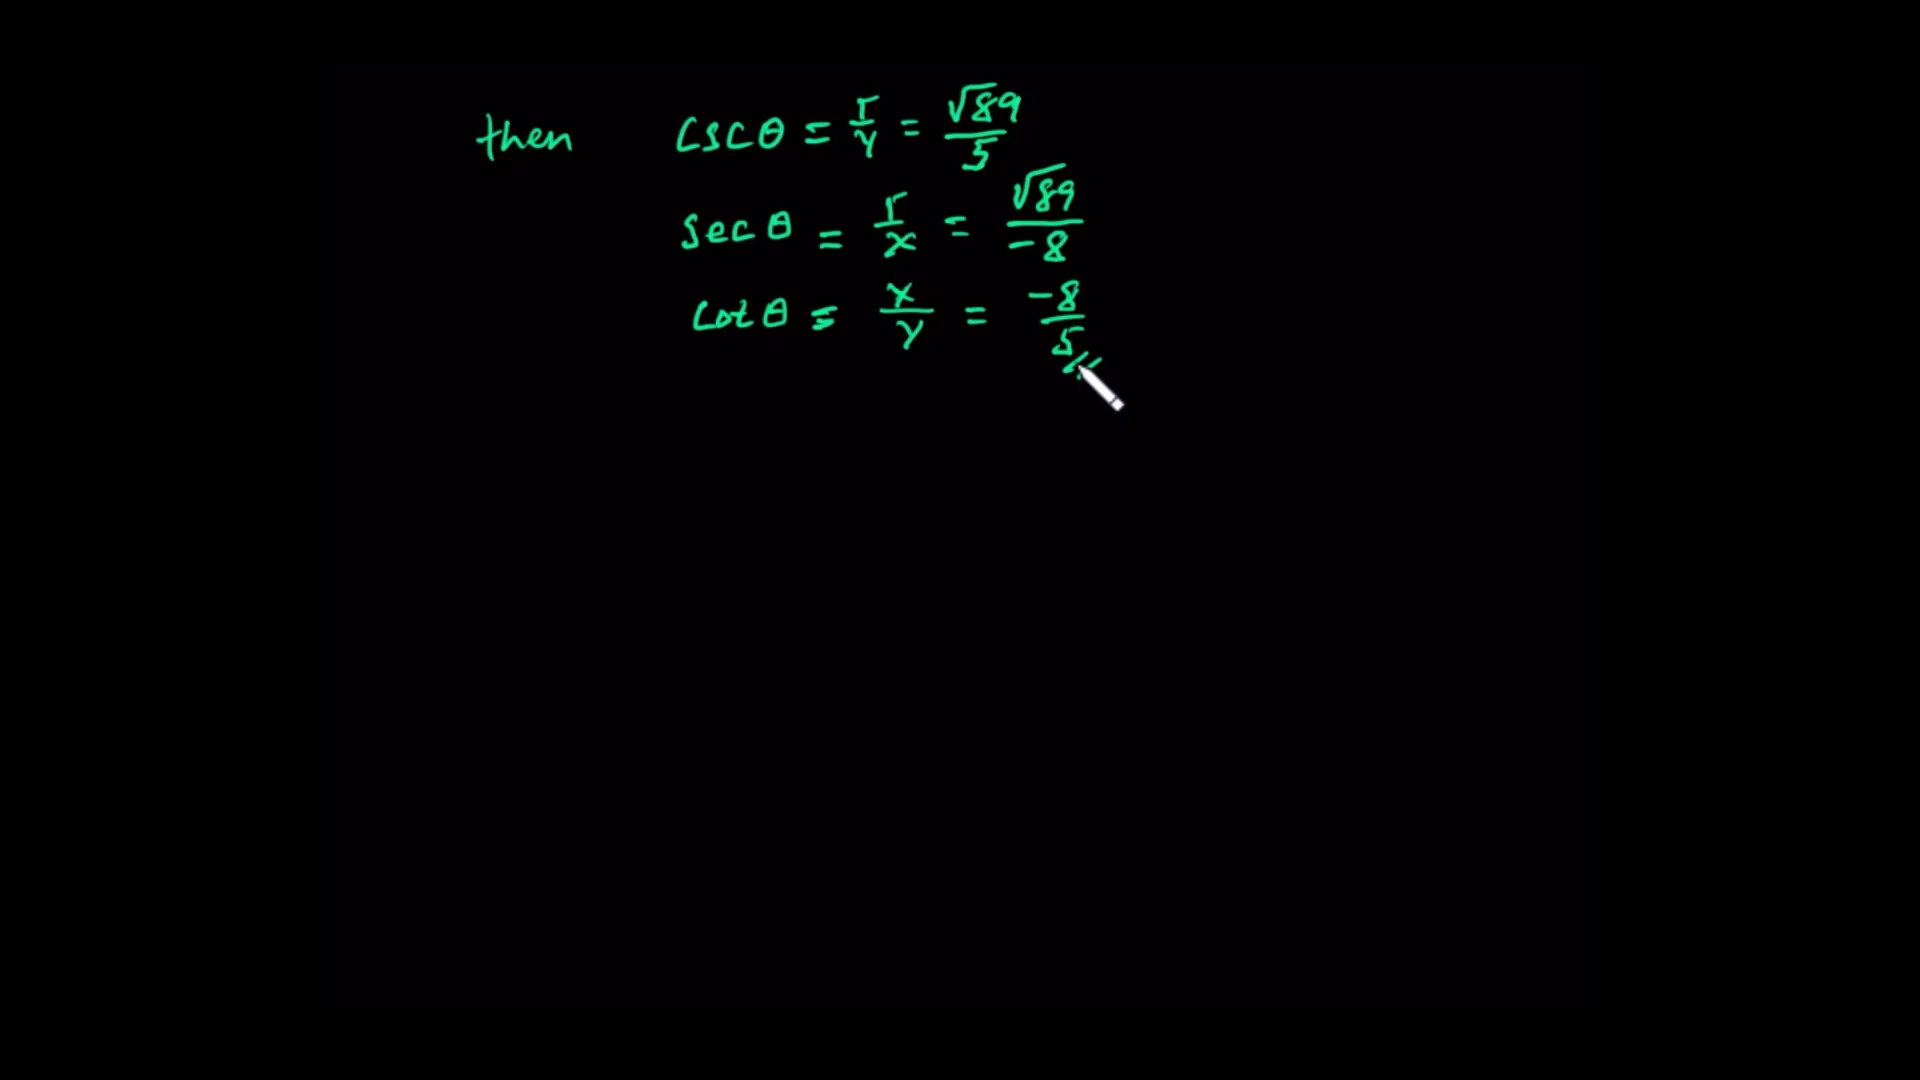 then csc θ = r/y = √89/5
sec θ = r/x = √89/-8
cot θ = x/y = -8/5